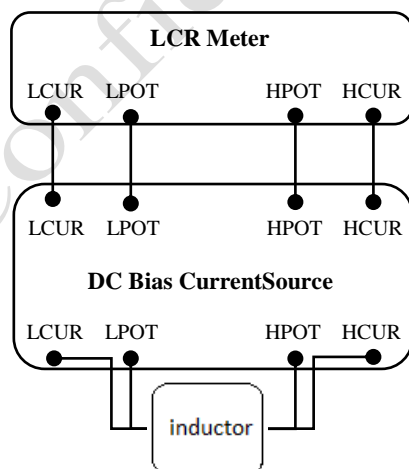 LCR Meter
LCUR LPOT HPOT HCUR
LCUR LPOT HPOT HCUR
DC Bias CurrentSource
LCUR LPOT HPOT HCUR
inductor